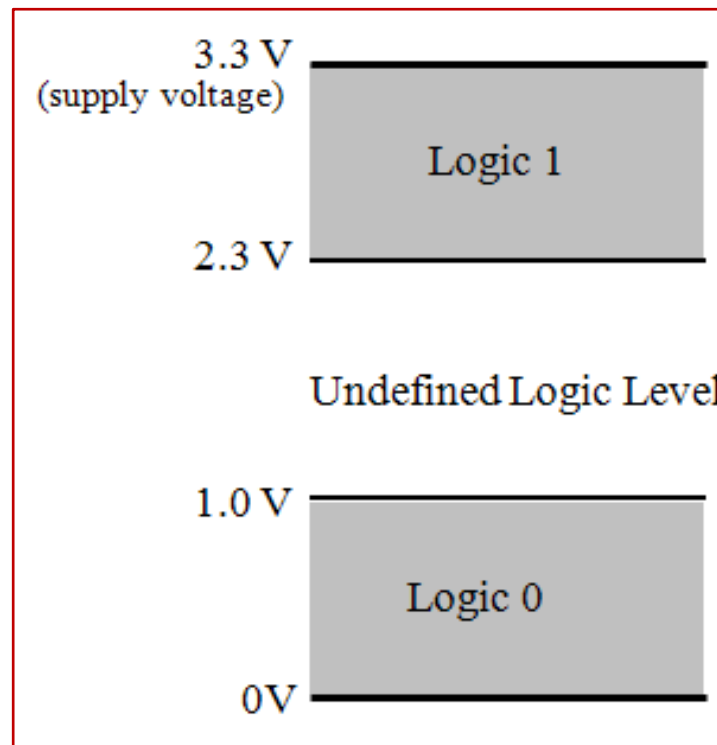 3.3 V
(supply voltage)
Logic 1
2.3 V
Undefined Logic Level
1.0 V
Logic 0
0V